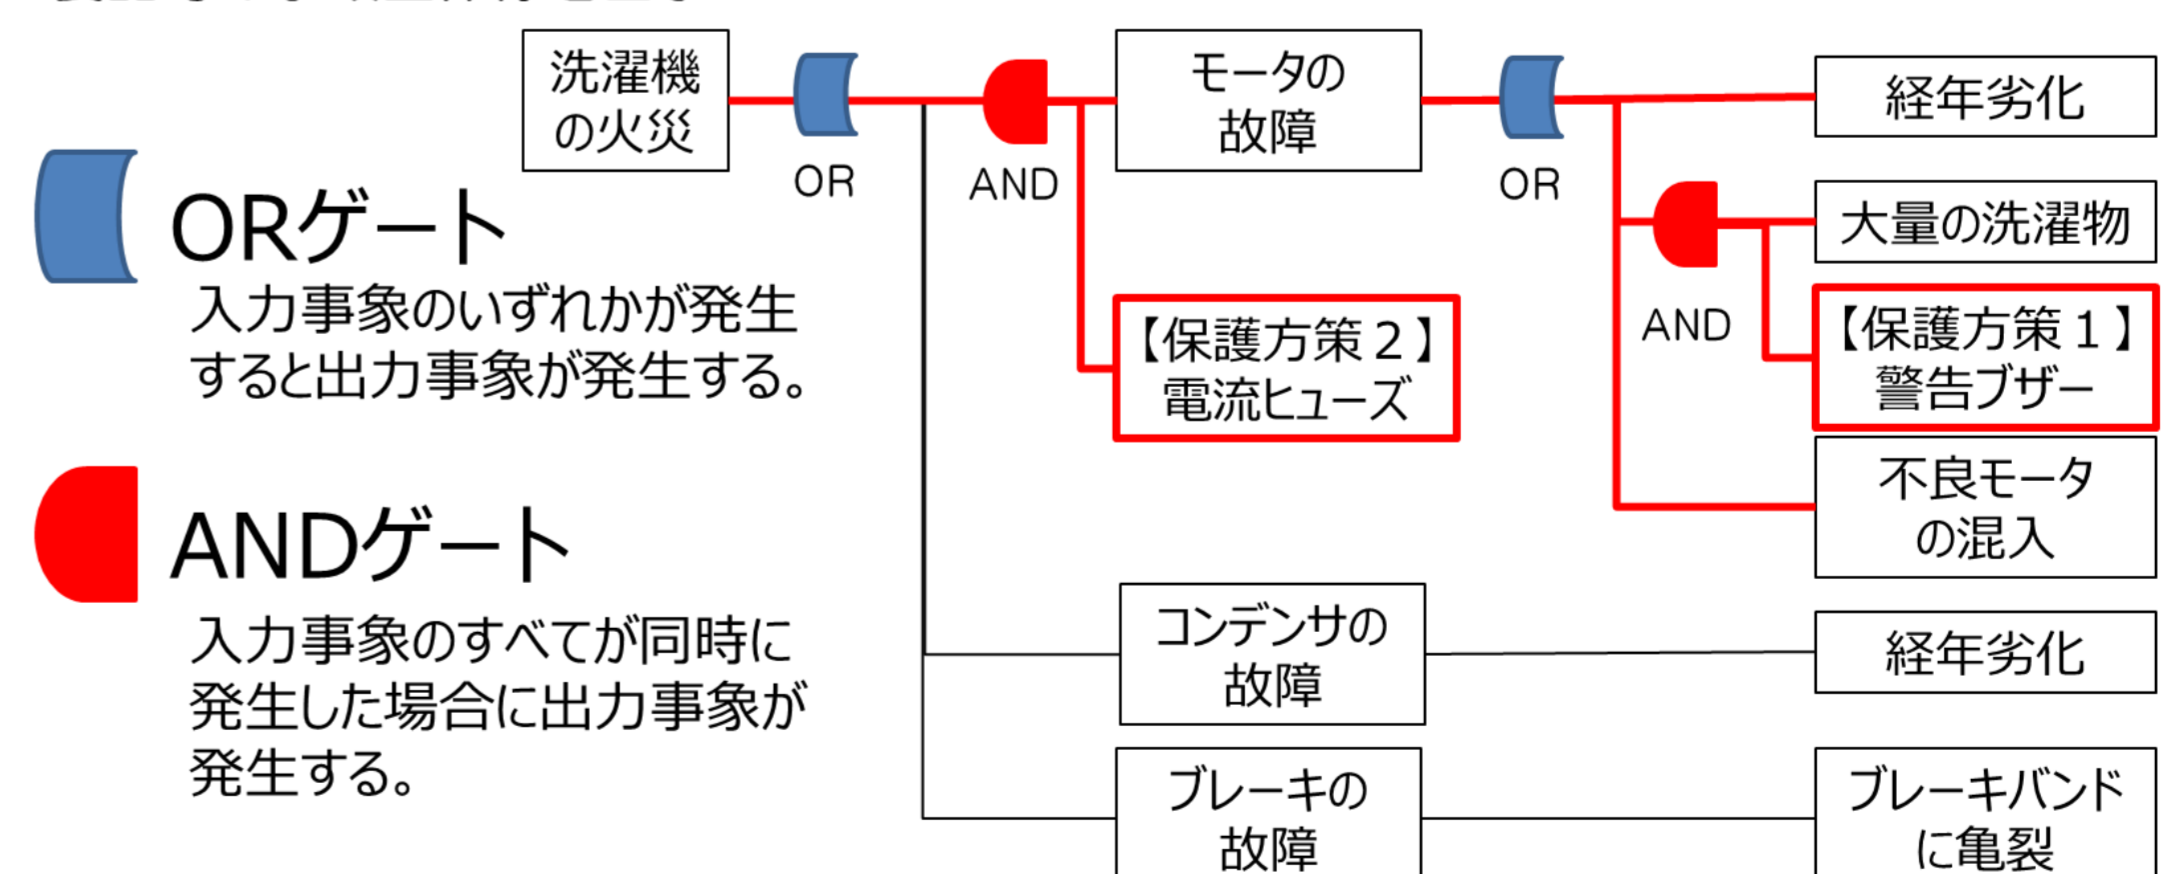 洗濯機
の火災
OR
AND
モータの
故障
OR
経年劣化
大量の洗濯物
AND
【保護方策１】
警告ブザー
【保護方策２】
電流ヒューズ
不良モータ
の混入
コンデンサの
故障
経年劣化
ブレーキの
故障
ブレーキバンド
に亀裂
ORゲート
入力事象のいずれかが発生
すると出力事象が発生する。
ANDゲート
入力事象のすべてが同時に
発生した場合に出力事象が
発生する。